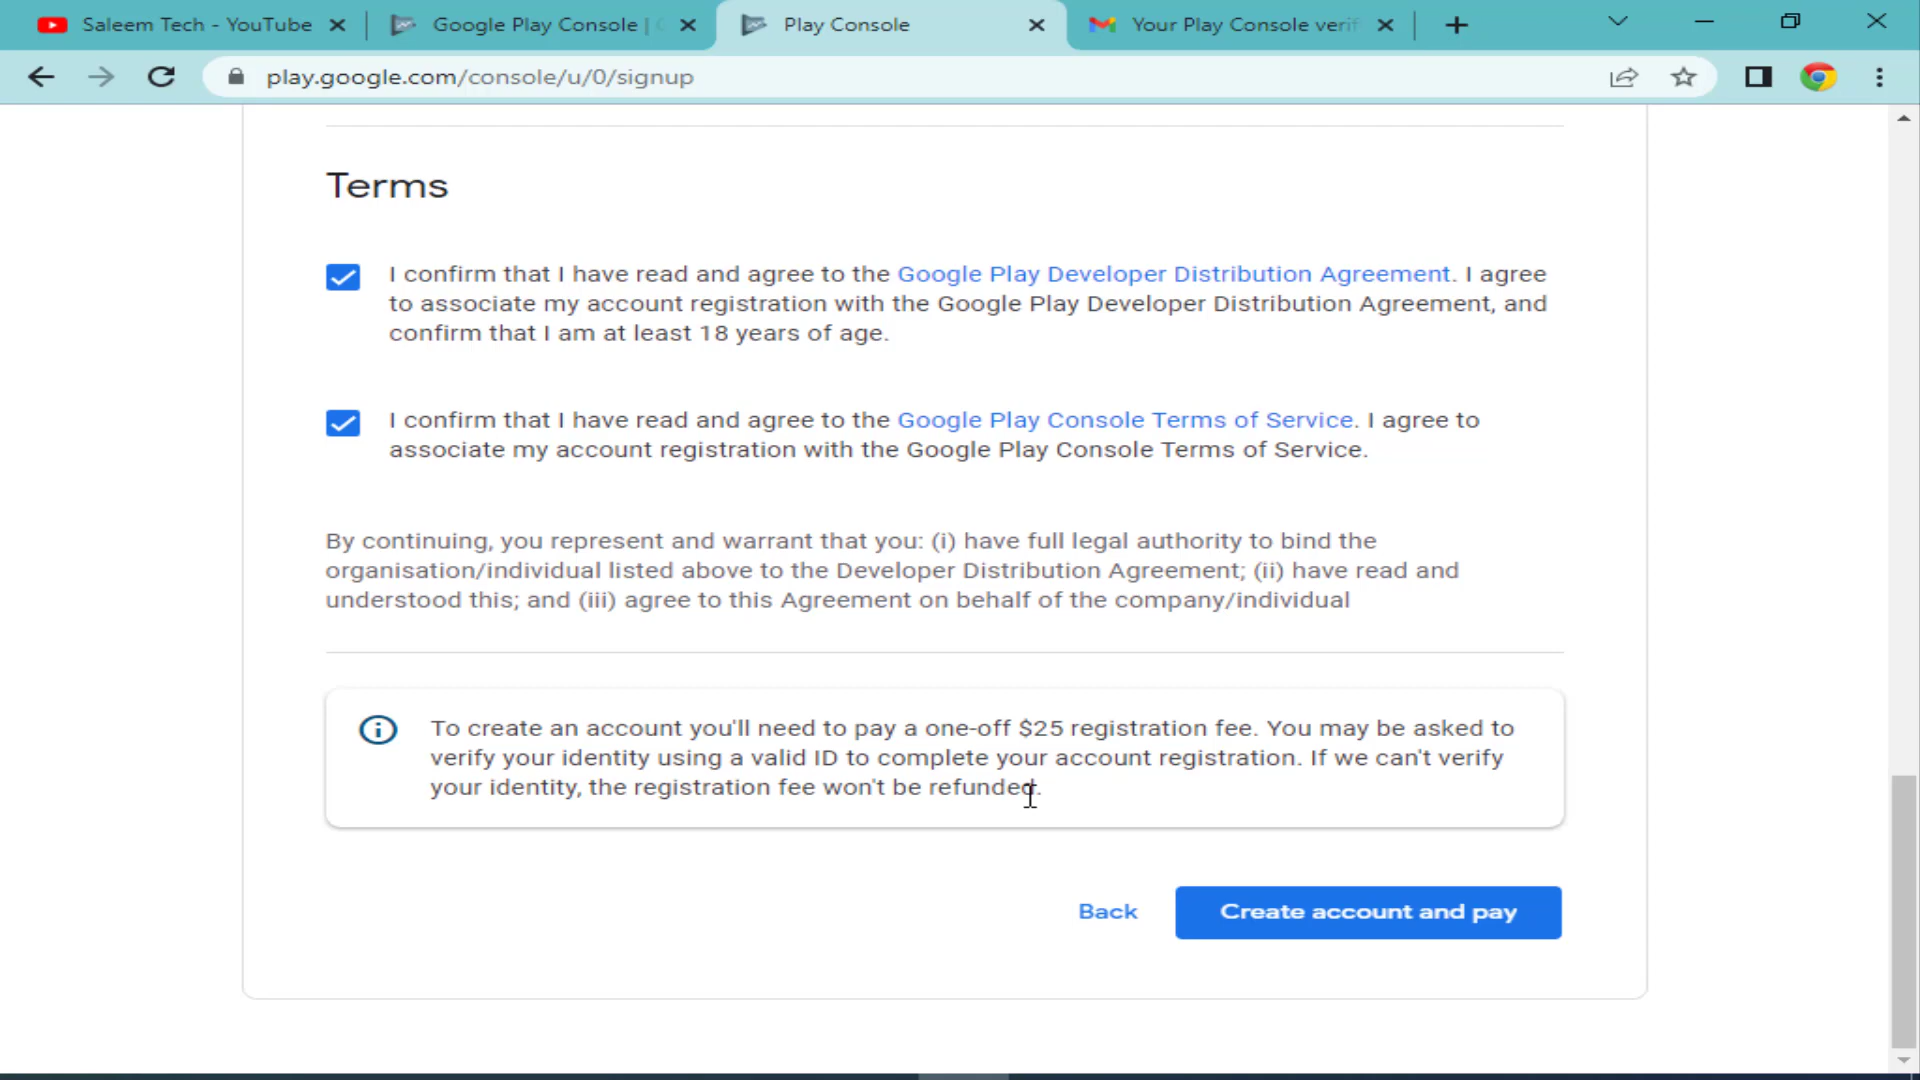 Saleem Tech - YouTube
Google Play Console |
Play Console
Your Play Console verif
play.google.com/console/u/0/signup
Terms
I confirm that I have read and agree to the Google Play Developer Distribution Agreement. I agree
to associate my account registration with the Google Play Developer Distribution Agreement, and
confirm that I am at least 18 years of age.
I confirm that I have read and agree to the Google Play Console Terms of Service. I agree to
associate my account registration with the Google Play Console Terms of Service.
By continuing, you represent and warrant that you: (i) have full legal authority to bind the
organisation/individual listed above to the Developer Distribution Agreement; (ii) have read and
understood this; and (iii) agree to this Agreement on behalf of the company/individual
To create an account you'll need to pay a one-off $25 registration fee. You may be asked to
verify your identity using a valid ID to complete your account registration. If we can't verify
your identity, the registration fee won't be refunded.
Back
Create account and pay